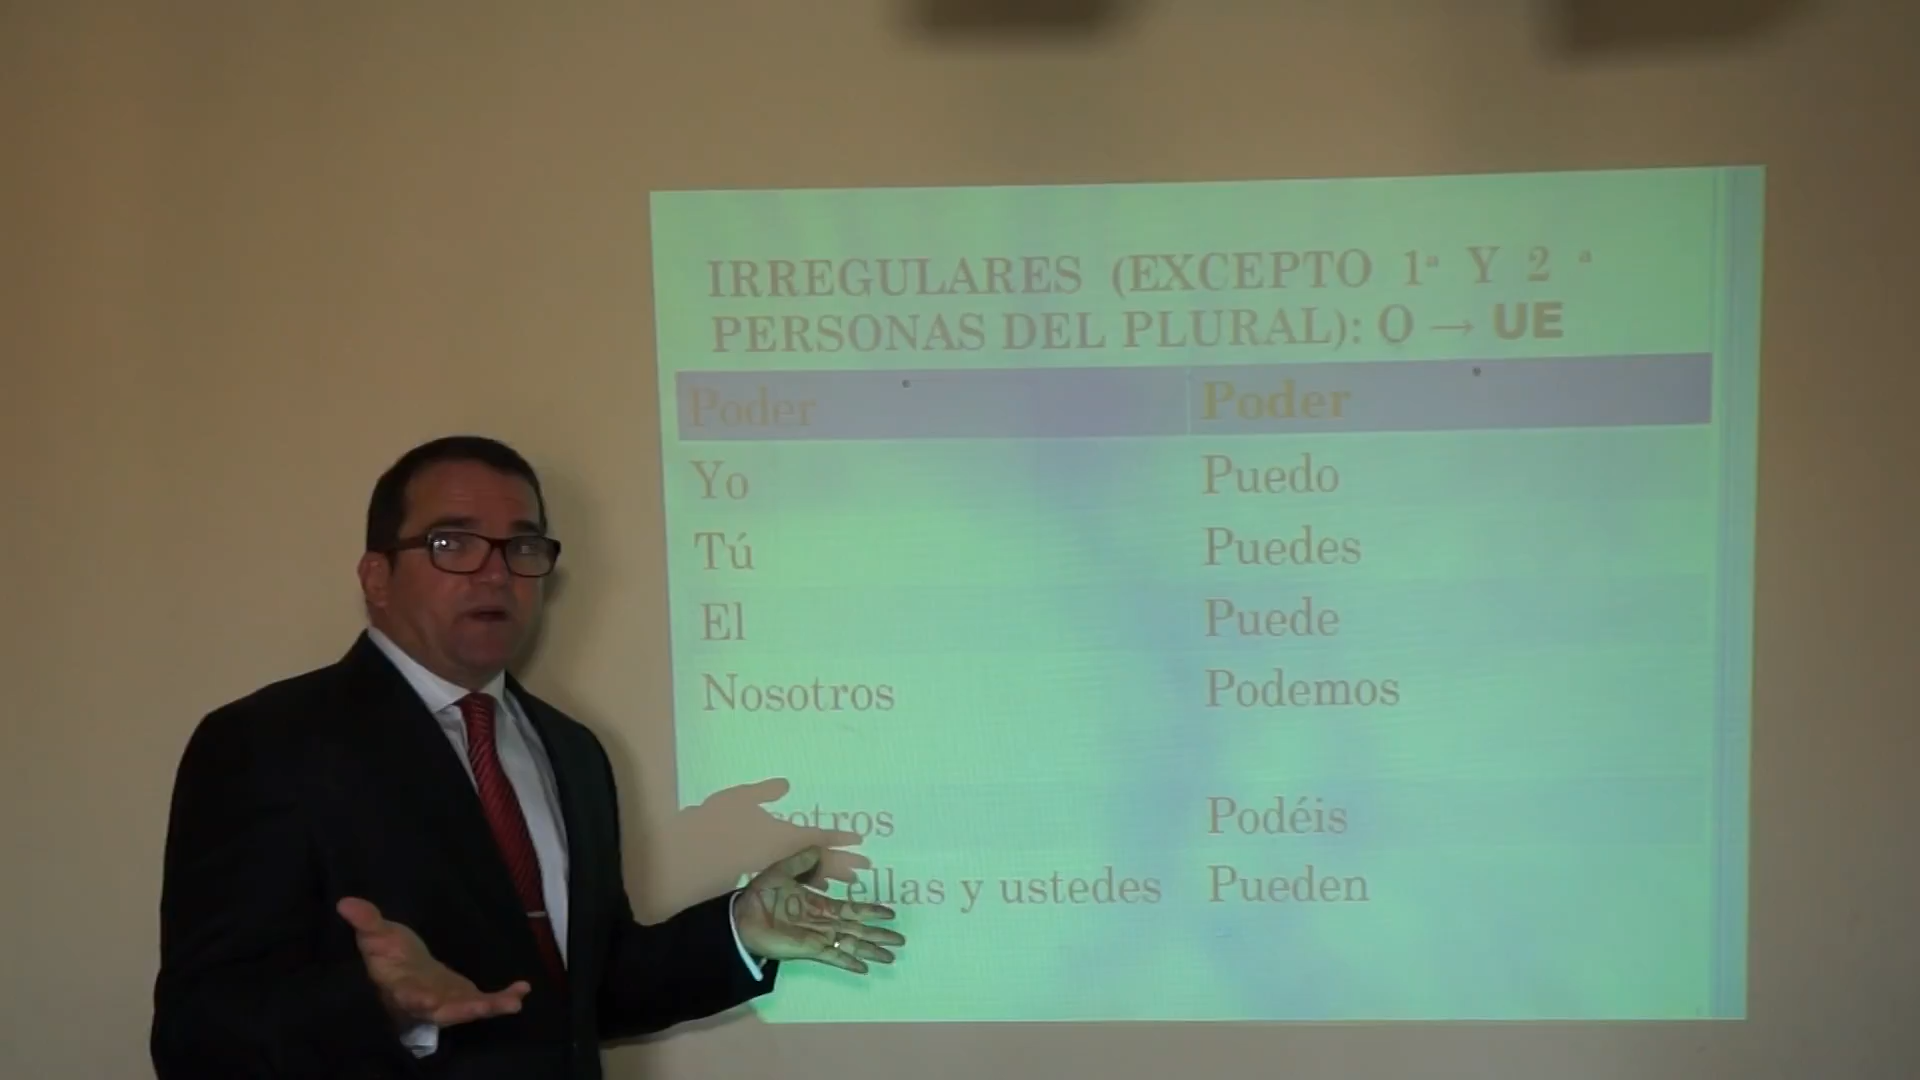 IRREGULARES (EXCEPTO 1ª Y 2 ª
PERSONAS DEL PLURAL): O → UE
Poder Poder
Yo Puedo
Tú Puedes
El Puede
Nosotros Podemos
Podéis
ellas y ustedes Pueden